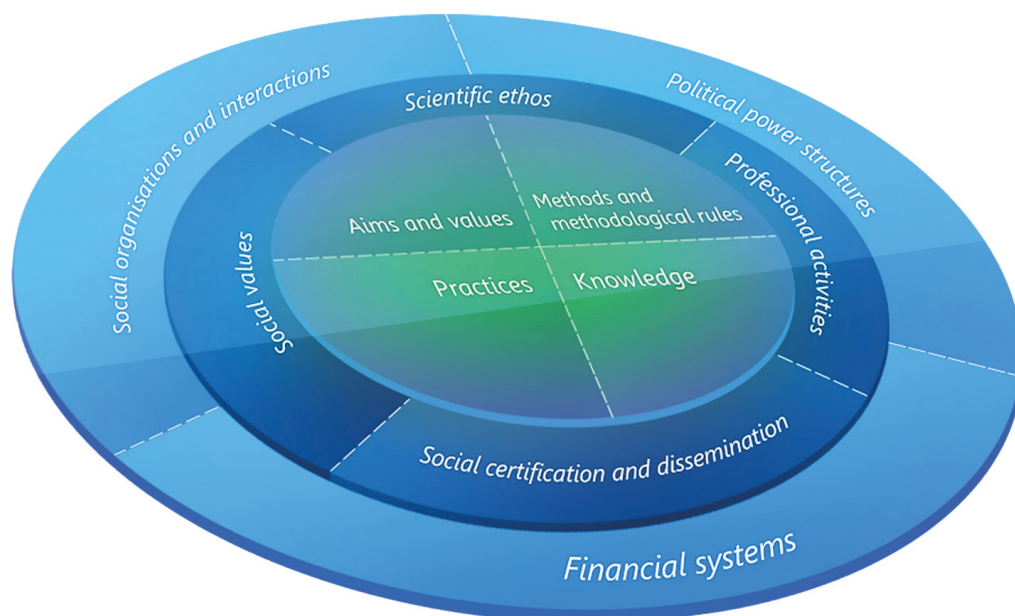 Social organisations and interactions
Political power structures
Scientific ethos
Professional activities
Social values
Aims and values
Methods and
methodological rules
Practices
Knowledge
Social certification and dissemination
Financial systems